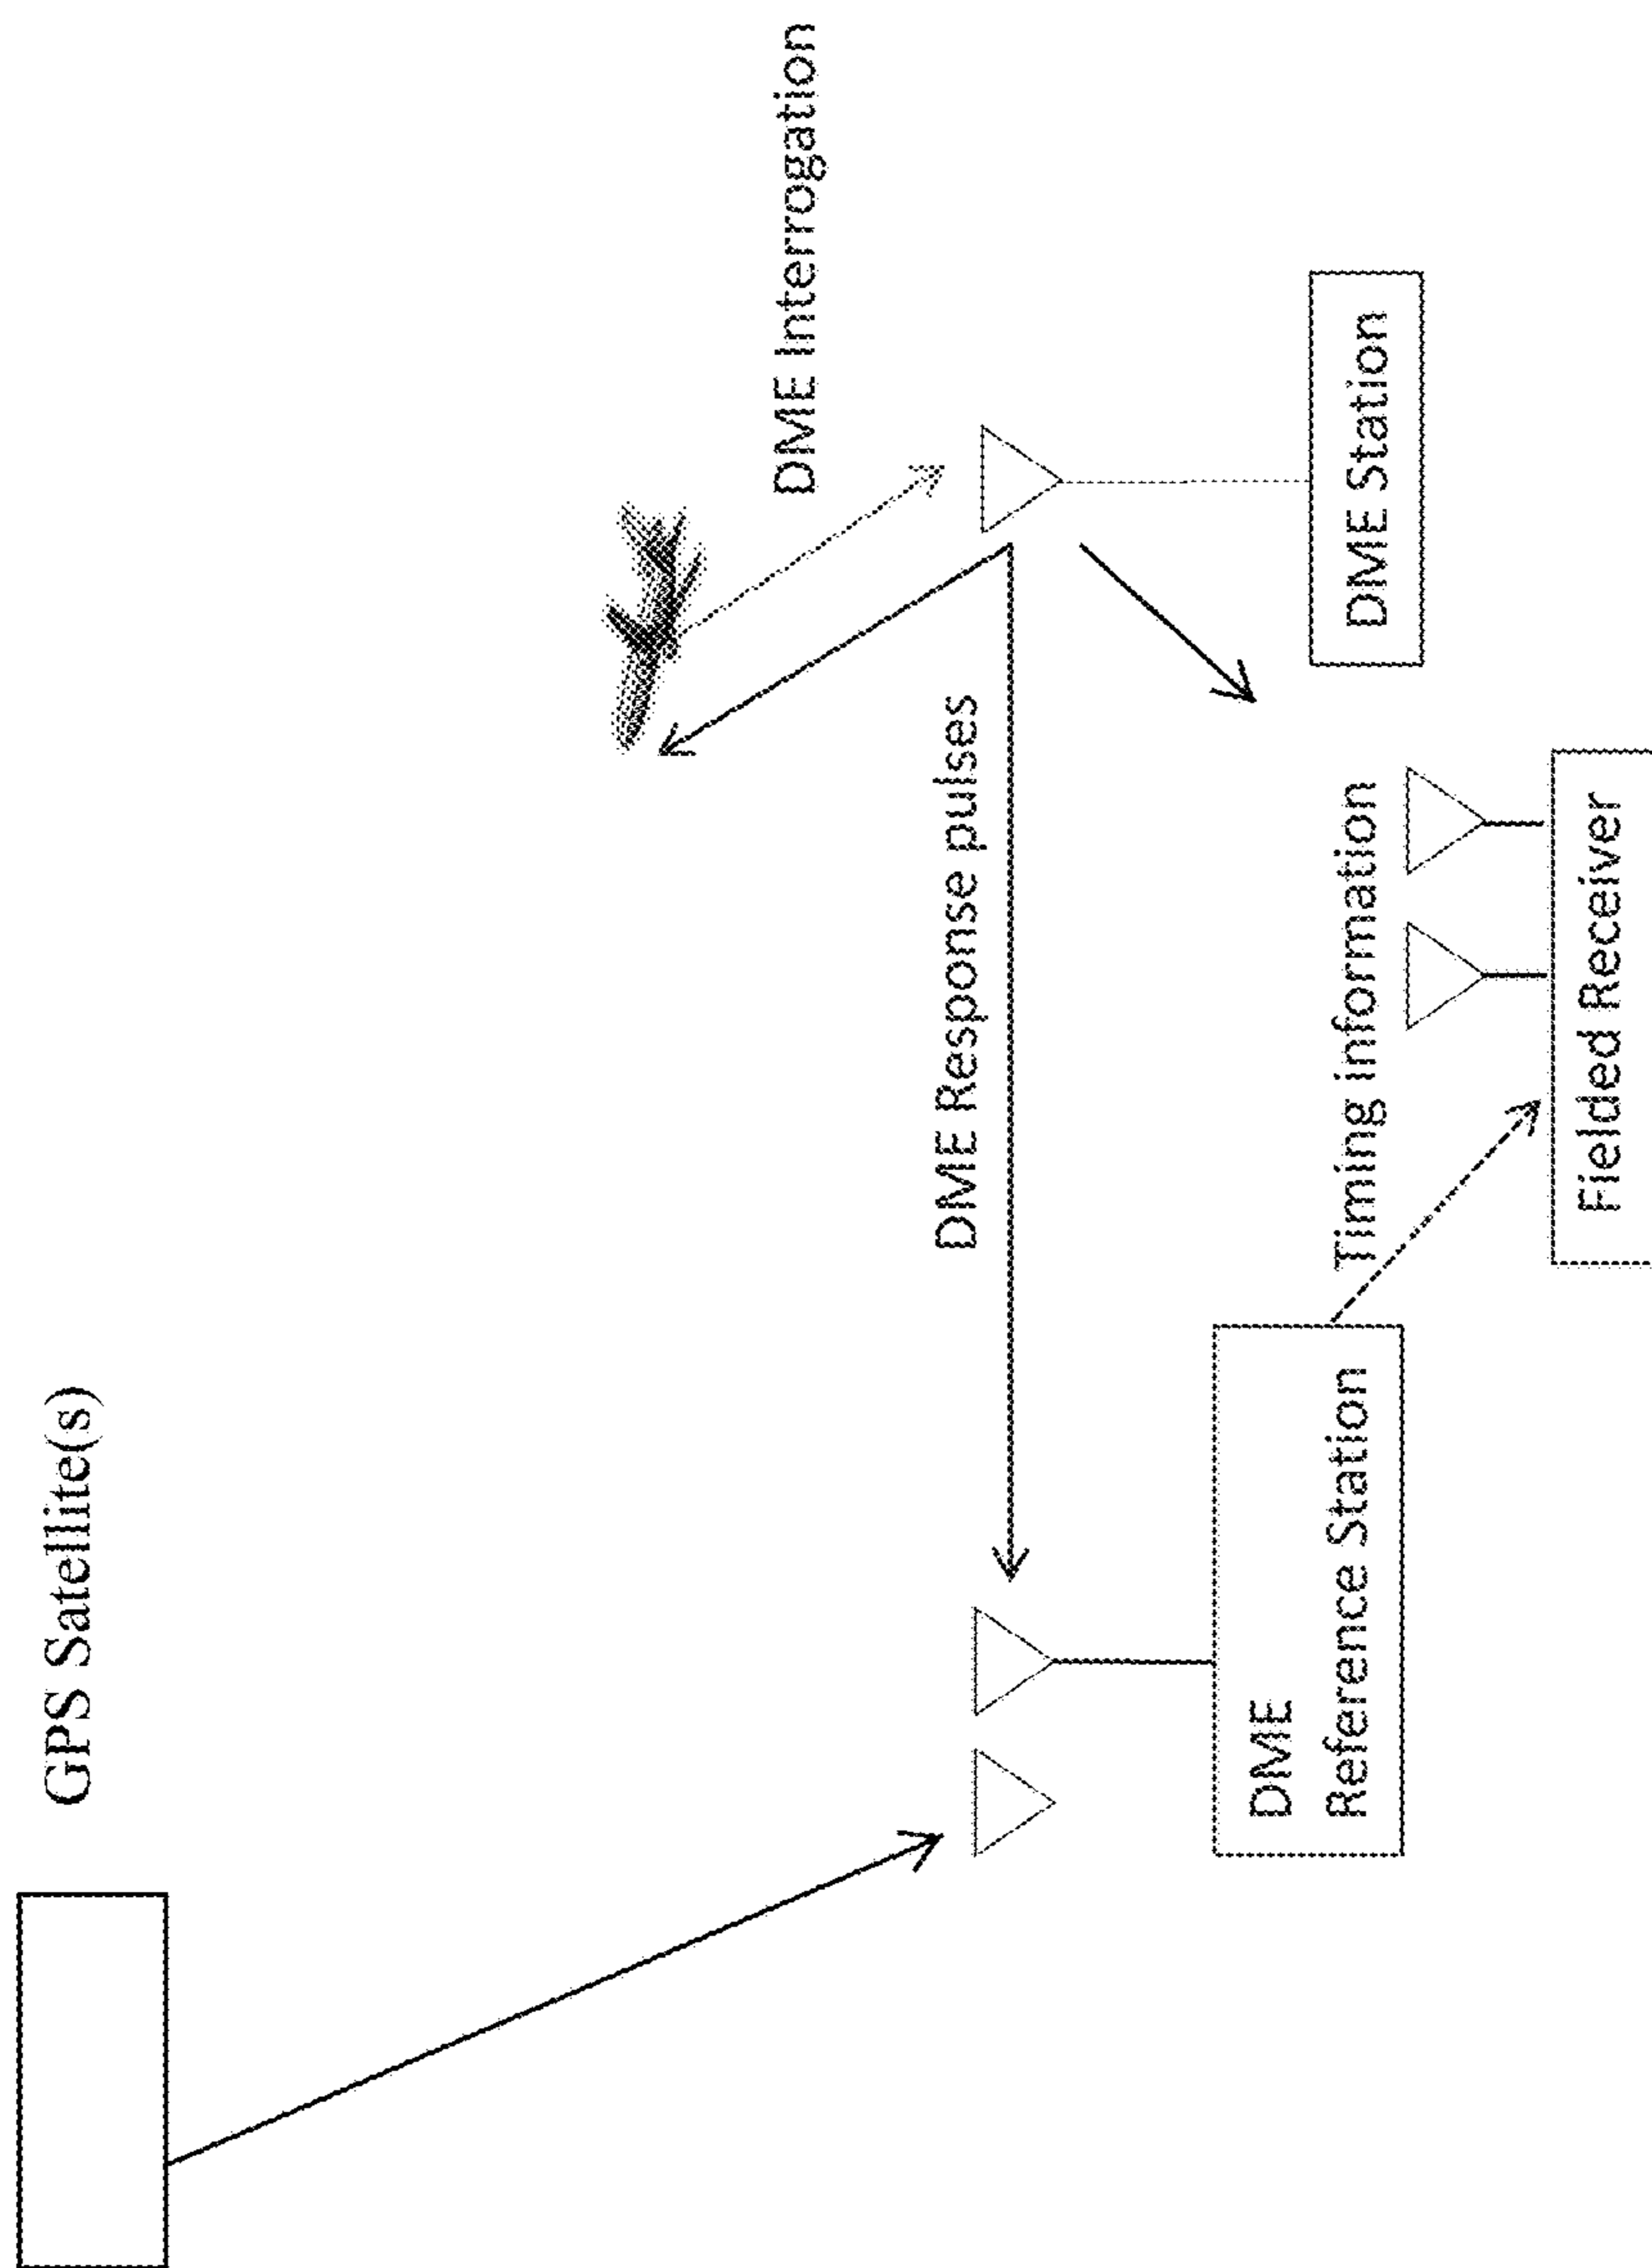 GPS Satellite(s)
DME Interrogation
DME Response pulses
DME
Reference Station
Timing information
DME Station
Fielded Receiver